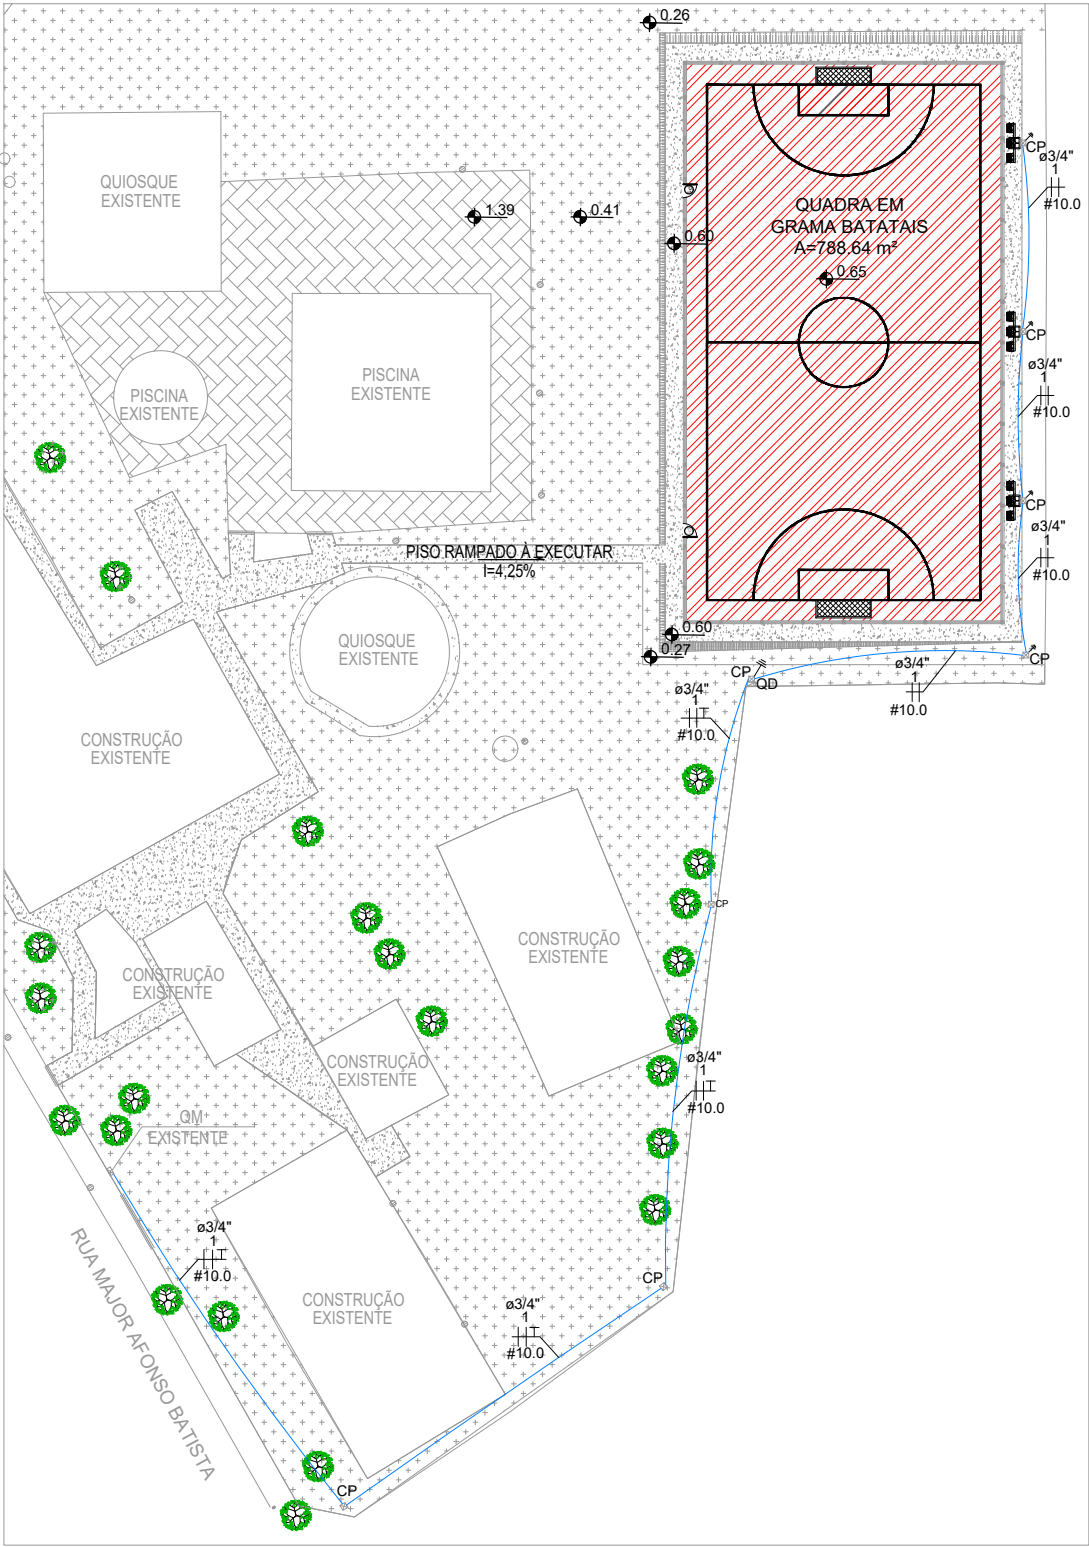 0.26
CP
ø3/4"
1
#10.0
QUIOSQUE
EXISTENTE
1.39
0.41
QUADRA EM
GRAMA BATATAIS
A=788.64 m²
0.60
0.65
CP
ø3/4"
1
#10.0
PISCINA
EXISTENTE
PISCINA
EXISTENTE
CP
ø3/4"
1
#10.0
PISO RAMPADO À EXECUTAR
I=4,25%
QUIOSQUE
EXISTENTE
0.60
0.27
CP
CP
QD
ø3/4"
1
#10.0
ø3/4"
1
#10.0
CONSTRUÇÃO
EXISTENTE
CP
CONSTRUÇÃO
EXISTENTE
CONSTRUÇÃO
EXISTENTE
CONSTRUÇÃO
EXISTENTE
ø3/4"
1
#10.0
QM
EXISTENTE
RUA MAJOR AFONSO BATISTA
ø3/4"
1
#10.0
CP
CONSTRUÇÃO
EXISTENTE
ø3/4"
1
#10.0
CP